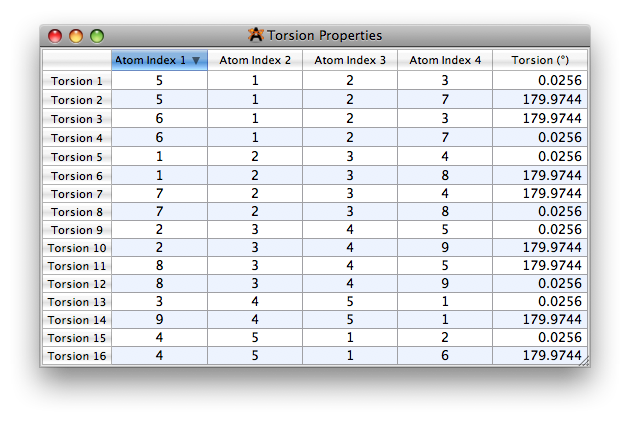 Torsion Properties
Atom Index 1 ▼ Atom Index 2 Atom Index 3 Atom Index 4 Torsion (°)
Torsion 1 5 1 2 3 0.0256
Torsion 2 5 1 2 7 179.9744
Torsion 3 6 1 2 3 179.9744
Torsion 4 6 1 2 7 0.0256
Torsion 5 1 2 3 4 0.0256
Torsion 6 1 2 3 8 179.9744
Torsion 7 7 2 3 4 179.9744
Torsion 8 7 2 3 8 0.0256
Torsion 9 2 3 4 5 0.0256
Torsion 10 2 3 4 9 179.9744
Torsion 11 8 3 4 5 179.9744
Torsion 12 8 3 4 9 0.0256
Torsion 13 3 4 5 1 0.0256
Torsion 14 9 4 5 1 179.9744
Torsion 15 4 5 1 2 0.0256
Torsion 16 4 5 1 6 179.9744